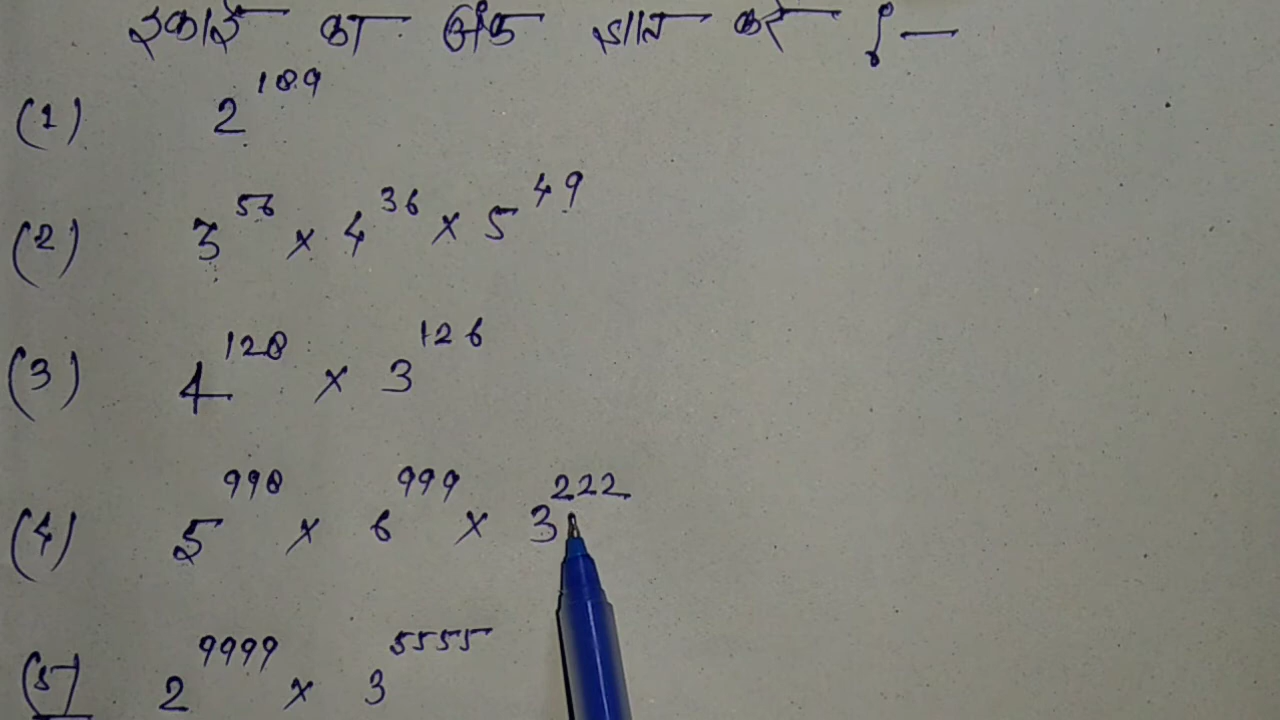 इकाई का अंक ज्ञात करें :—
(1) 2^189
(2) 3^56 × 4^36 × 5^49
(3) 4^128 × 3^126
(4) 5^998 × 6^999 × 3^222
(5) 2^9999 × 3^5555